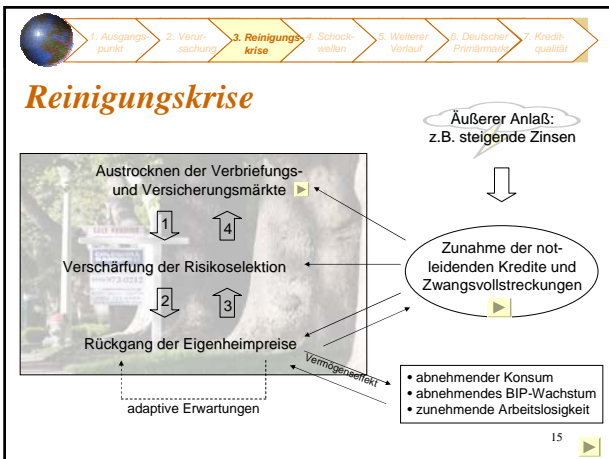 1. Ausgangs-
punkt
2. Verur-
sachung
3. Reinigungs
krise
4. Schock-
wellen
5. Weiterer
Verlauf
6. Deutscher
Primärmarkt
7. Kredit-
qualität
Reinigungskrise
Äußerer Anlaß:
z.B. steigende Zinsen
Austrocknen der Verbriefungs-
und Versicherungsmärkte
1
4
Verschärfung der Risikoselektion
2
3
Rückgang der Eigenheimpreise
Zunahme der not-
leidenden Kredite und
Zwangsvollstreckungen
Vermögenseffekt
• abnehmender Konsum
• abnehmendes BIP-Wachstum
• zunehmende Arbeitslosigkeit
adaptive Erwartungen
15